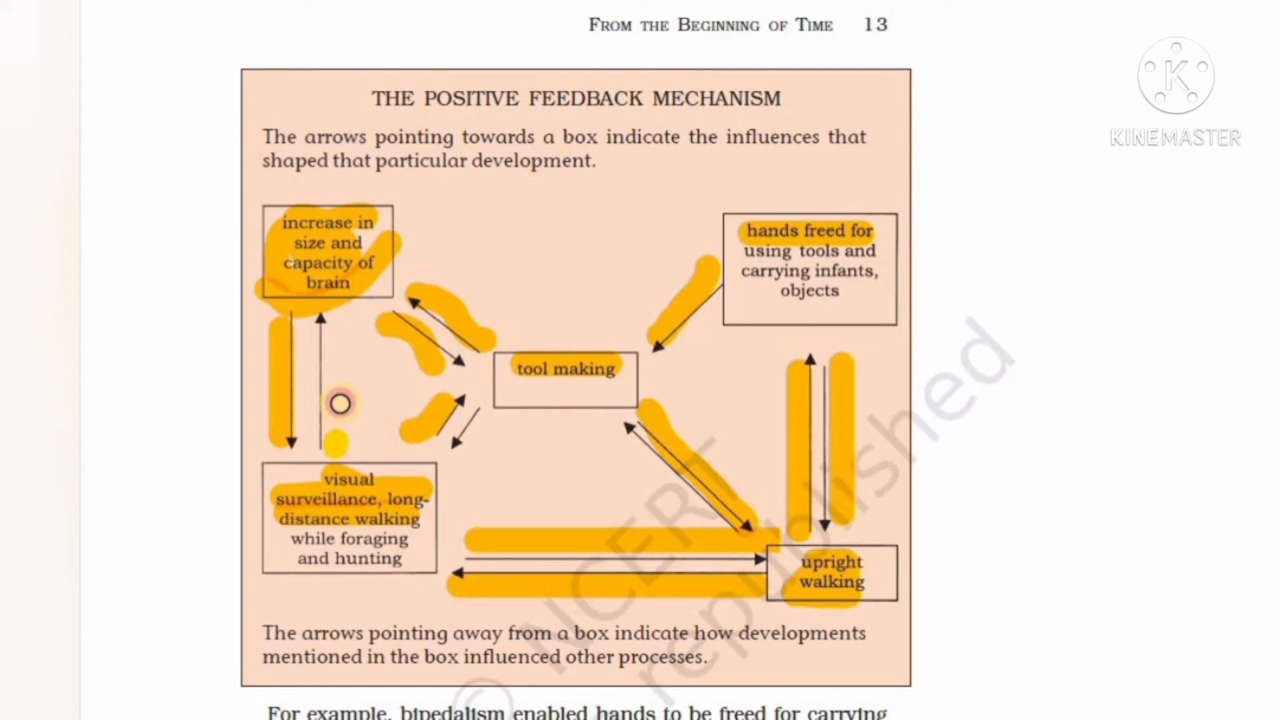 FROM THE BEGINNING OF TIME 13
KINEMASTER
THE POSITIVE FEEDBACK MECHANISM
The arrows pointing towards a box indicate the influences that
shaped that particular development.
increase in
size and
capacity of
brain
hands freed for
using tools and
carrying infants,
objects
tool making
visual
surveillance, long-
distance walking
while foraging
and hunting
upright
walking
The arrows pointing away from a box indicate how developments
mentioned in the box influenced other processes.
© NCERT
republished
For example, bipedalism enabled hands to be freed for carrying